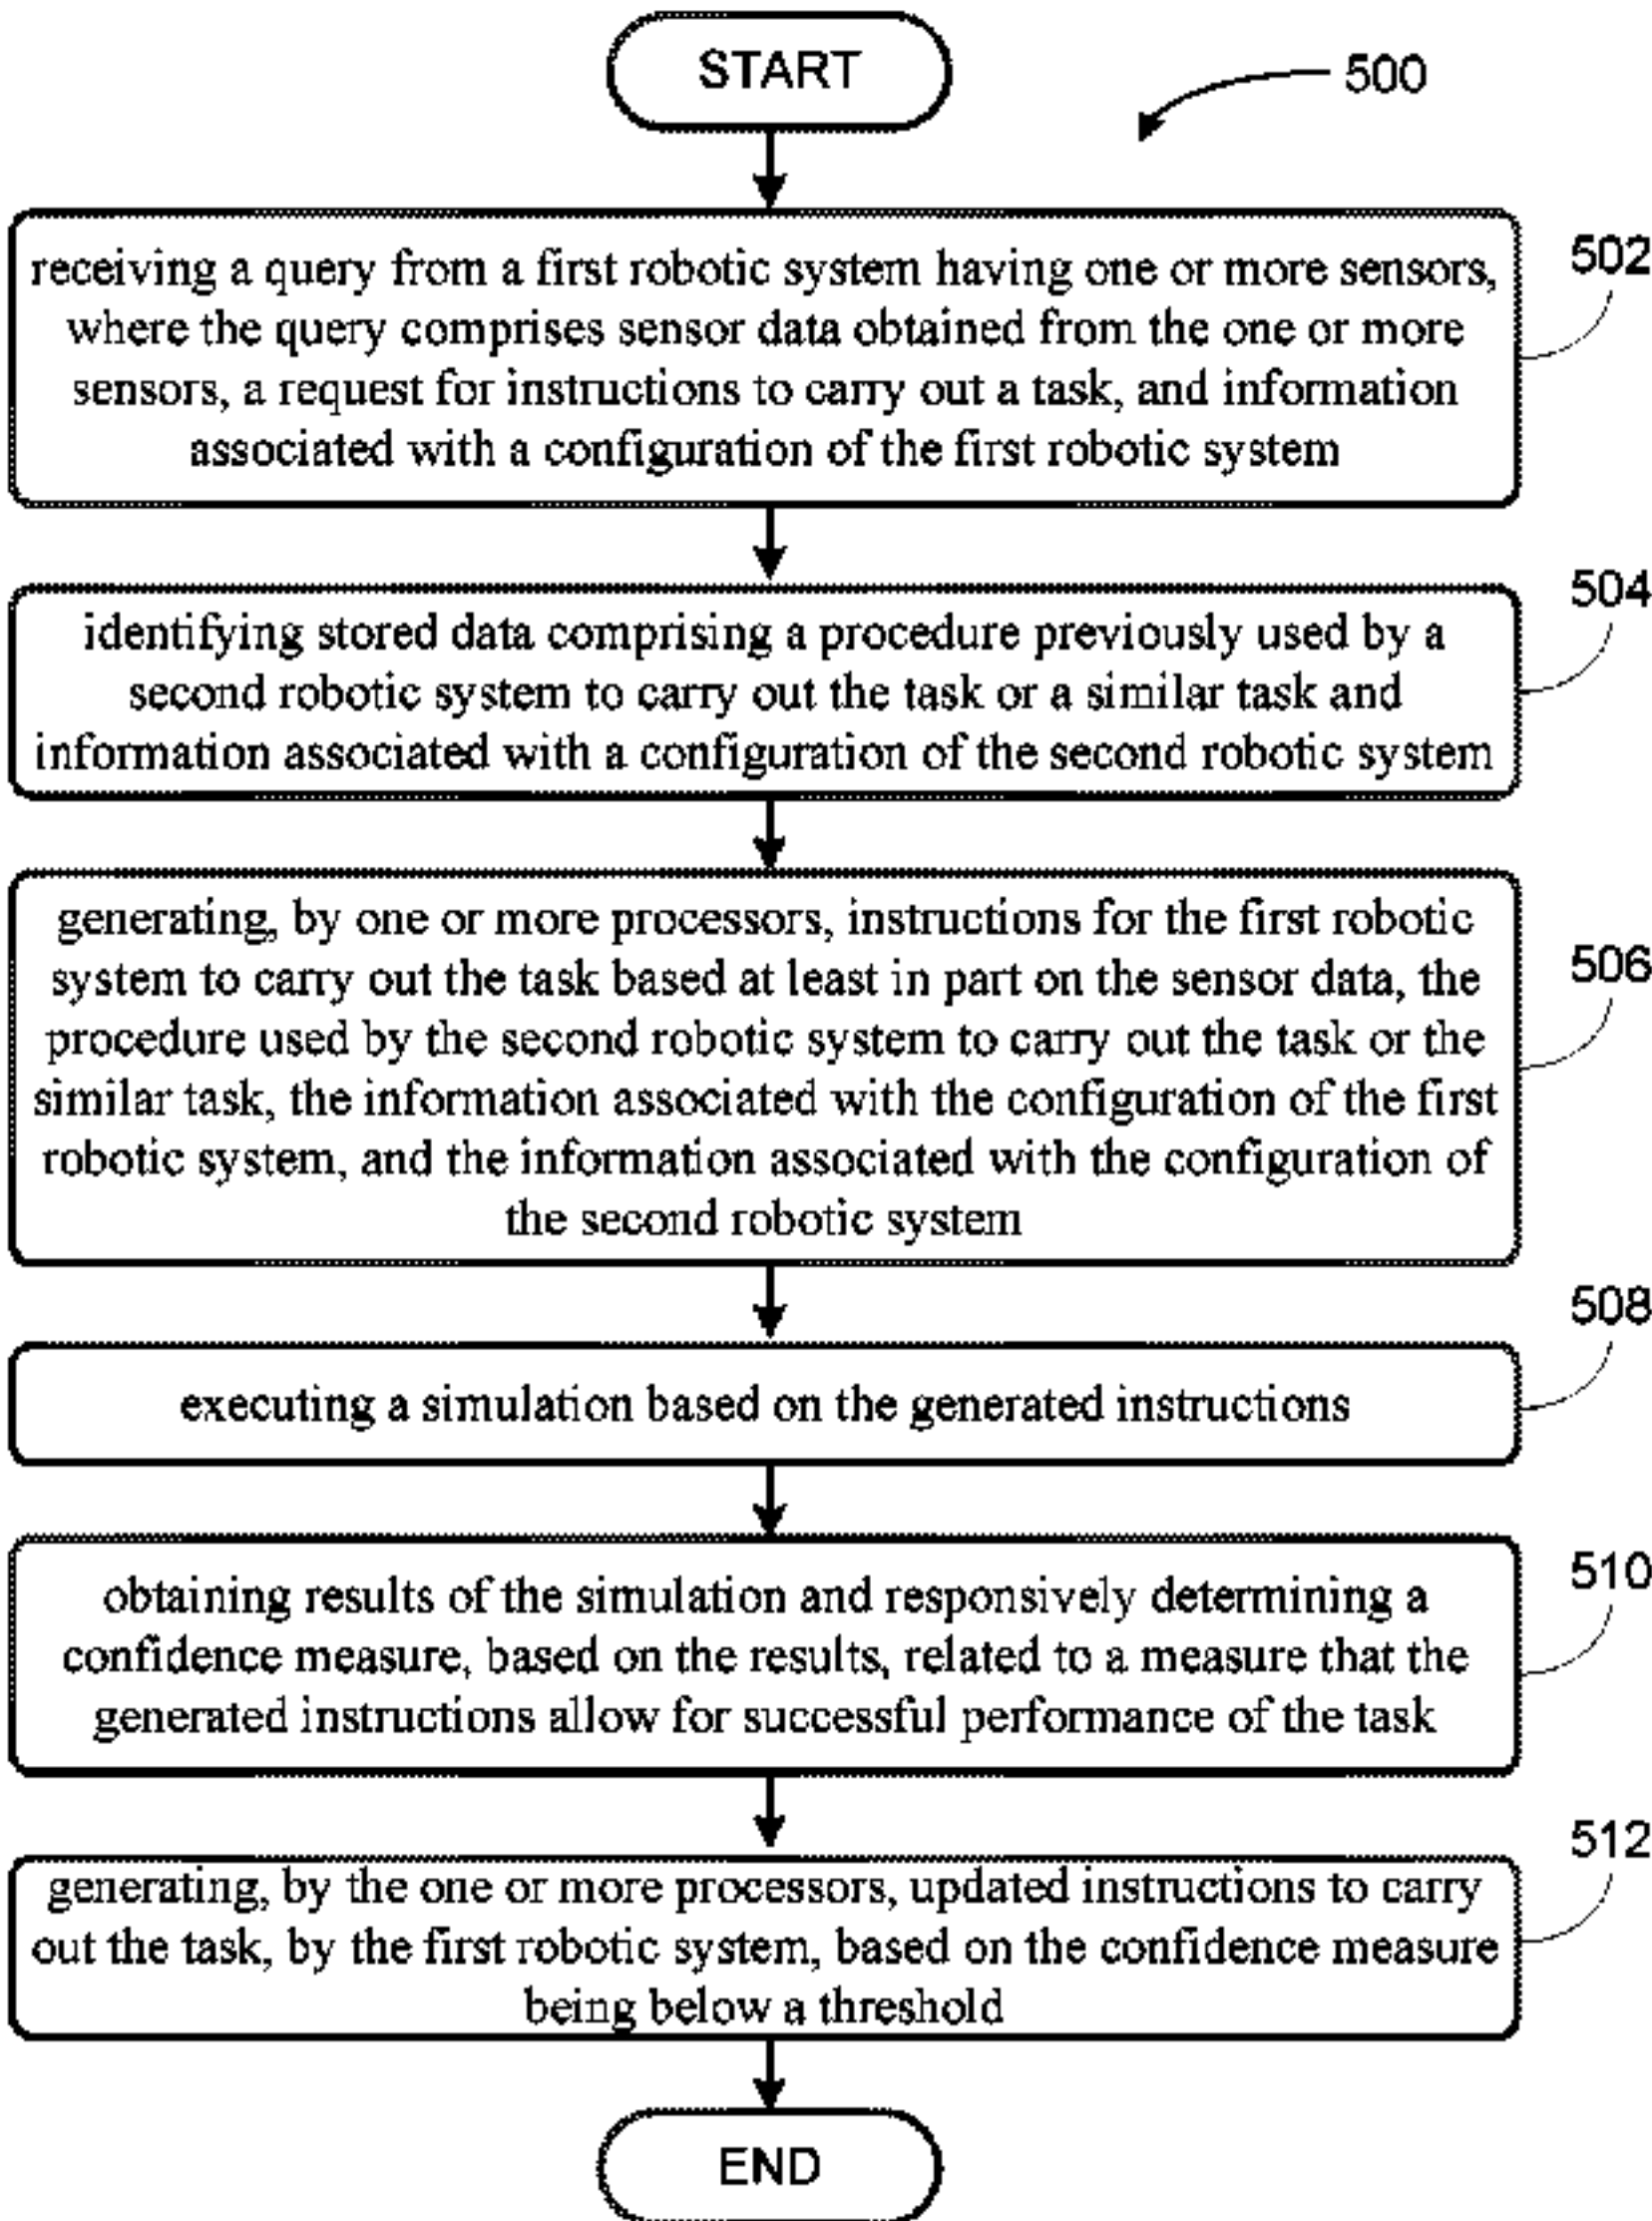 START
500
receiving a query from a first robotic system having one or more sensors,
where the query comprises sensor data obtained from the one or more
sensors, a request for instructions to carry out a task, and information
associated with a configuration of the first robotic system
502
identifying stored data comprising a procedure previously used by a
second robotic system to carry out the task or a similar task and
information associated with a configuration of the second robotic system
504
generating, by one or more processors, instructions for the first robotic
system to carry out the task based at least in part on the sensor data, the
procedure used by the second robotic system to carry out the task or the
similar task, the information associated with the configuration of the first
robotic system, and the information associated with the configuration of
the second robotic system
506
executing a simulation based on the generated instructions
508
obtaining results of the simulation and responsively determining a
confidence measure, based on the results, related to a measure that the
generated instructions allow for successful performance of the task
510
generating, by the one or more processors, updated instructions to carry
out the task, by the first robotic system, based on the confidence measure
being below a threshold
512
END